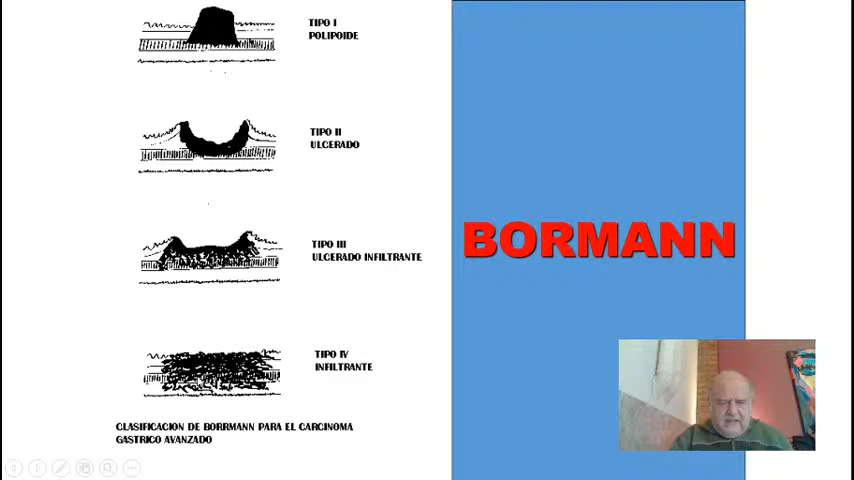 TIPO I
POLIPOIDE
TIPO II
ULCERADO
TIPO III
ULCERADO INFILTRANTE
TIPO IV
INFILTRANTE
CLASIFICACION DE BORRMANN PARA EL CARCINOMA
GASTRICO AVANZADO
BORMANN